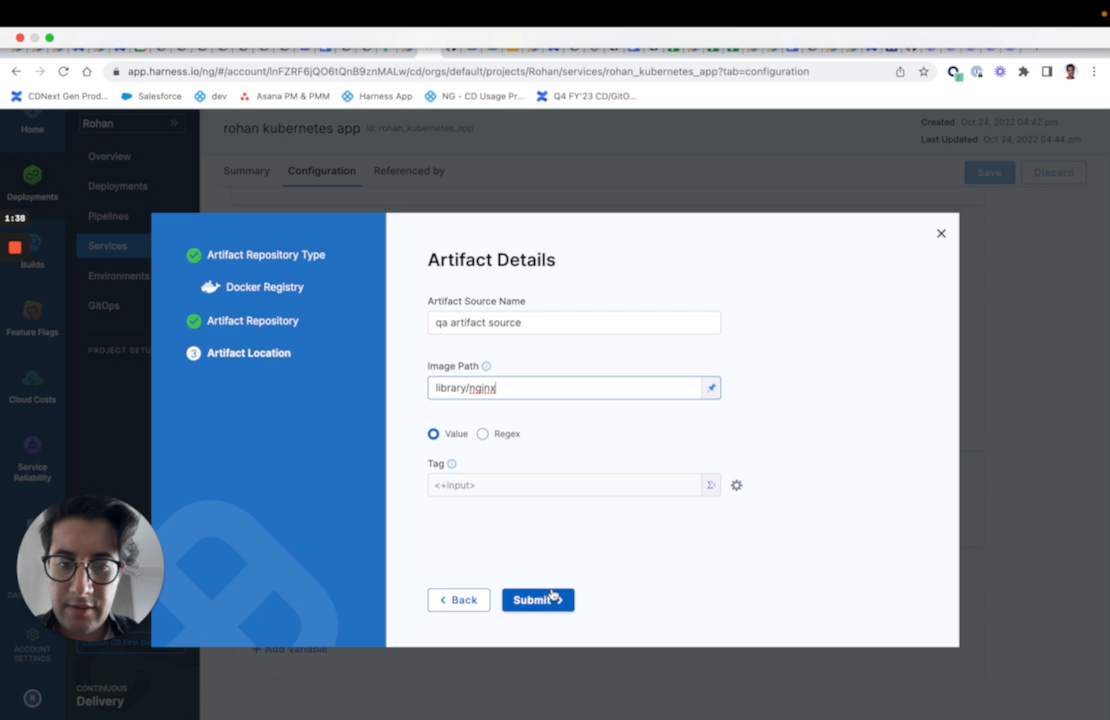 app.harness.io/ng/#/account/lnFZRF6jQO6tQnB9znMALw/cd/orgs/default/projects/Rohan/services/rohan_kubernetes_app?tab=configuration
CDNext Gen Prod... Salesforce dev Asana PM & PMM Harness App NG - CD Usage Pr... Q4 FY'23 CD/GitO...
Home
Rohan
rohan kubernetes app Id: rohan_kubernetes_app
Created Oct 24, 2022 04:42 pm
Last Updated Oct 24, 2022 04:44 pm
Overview
Summary Configuration Referenced by
Save Discard
Deployments
Deployments
Pipelines
1:38
Services
Builds
Environments
GitOps
Feature Flags
PROJECT SETU
Cloud Costs
Service
Reliability
Artifact Repository Type
Docker Registry
Artifact Repository
3 Artifact Location
Artifact Details
Artifact Source Name
qa artifact source
Image Path
library/nginx
Value Regex
Tag
<+input>
Back Submit
+ Add Variable
ACCOUNT
SETTINGS
R
CONTINUOUS
Delivery